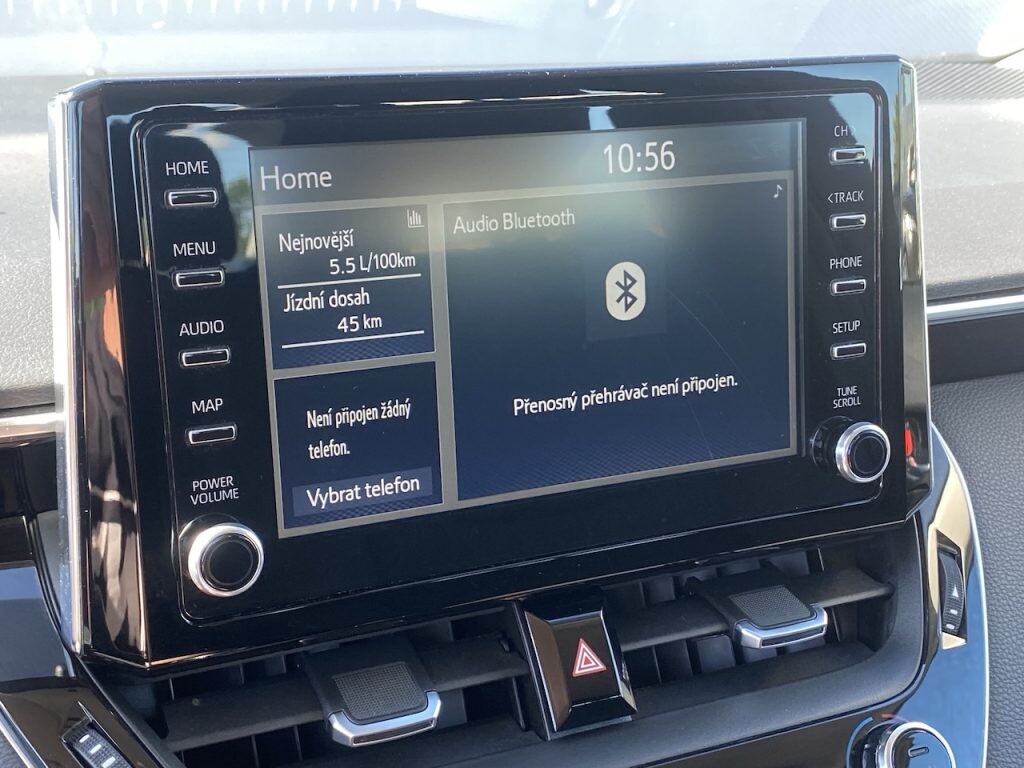 HOME
MENU
AUDIO
MAP
POWER
VOLUME
Home
10:56
Nejnovější
5.5 L/100km
Jízdní dosah
45 km
Není připojen žádný
telefon.
Vybrat telefon
Audio Bluetooth
Přenosný přehrávač není připojen.
CH >
<TRACK
PHONE
SETUP
TUNE
SCROLL